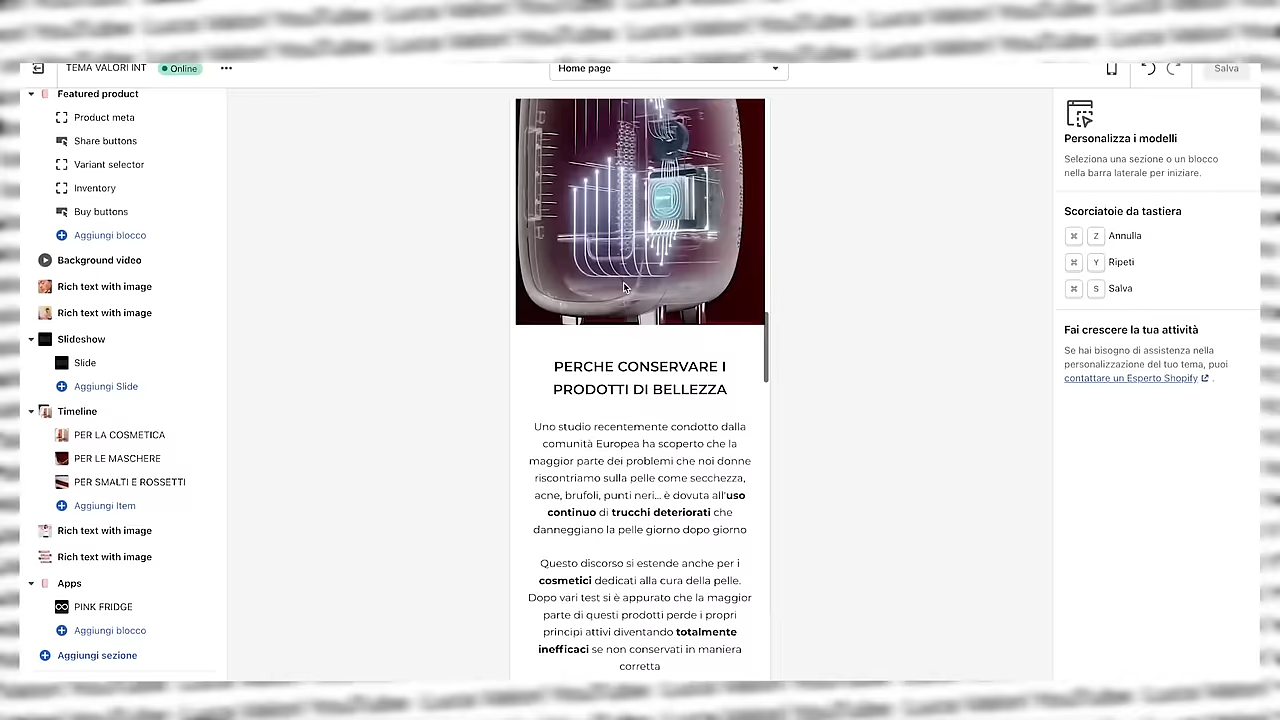 Luca Valori YouTube
TEMA VALORI INT
Online
Home page
Salva
Featured product
Product meta
Share buttons
Variant selector
Inventory
Buy buttons
Aggiungi blocco
Background video
Rich text with image
Rich text with image
Slideshow
Slide
Aggiungi Slide
Timeline
PER LA COSMETICA
PER LE MASCHERE
PER SMALTI E ROSSETTI
Aggiungi Item
Rich text with image
Rich text with image
Apps
PINK FRIDGE
Aggiungi blocco
Aggiungi sezione
PERCHE CONSERVARE I
PRODOTTI DI BELLEZZA
Uno studio recentemente condotto dalla
comunità Europea ha scoperto che la
maggior parte dei problemi che noi donne
riscontriamo sulla pelle come secchezza,
acne, brufoli, punti neri... è dovuta all'uso
continuo di trucchi deteriorati che
danneggiano la pelle giorno dopo giorno
Questo discorso si estende anche per i
cosmetici dedicati alla cura della pelle.
Dopo vari test si è appurato che la maggior
parte di questi prodotti perde i propri
principi attivi diventando totalmente
inefficaci se non conservati in maniera
corretta
Personalizza i modelli
Seleziona una sezione o un blocco
nella barra laterale per iniziare.
Scorciatoie da tastiera
⌘ Z Annulla
⌘ Y Ripeti
⌘ S Salva
Fai crescere la tua attività
Se hai bisogno di assistenza nella
personalizzazione del tuo tema, puoi
contattare un Esperto Shopify .